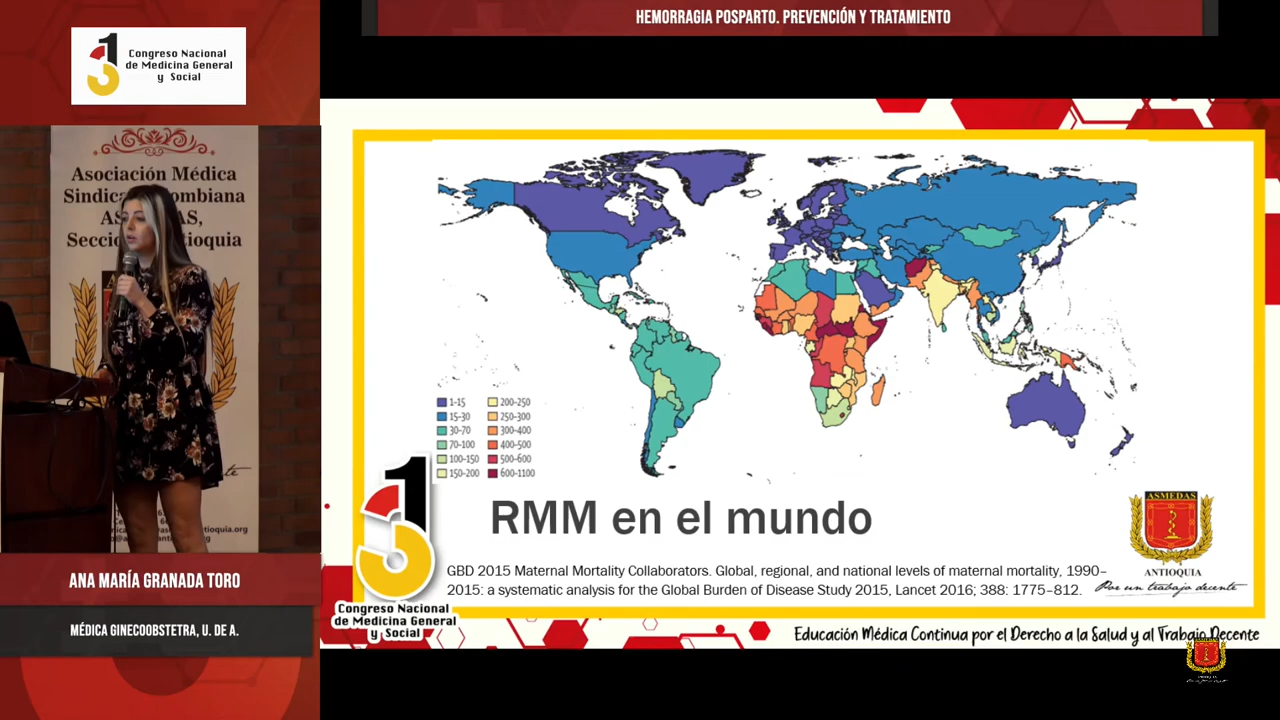 HEMORRAGIA POSPARTO. PREVENCIÓN Y TRATAMIENTO
Congreso Nacional
de Medicina General
y Social
Asociación Médica
Sindical
Colombiana
RMM en el mundo
1-15
15-30
30-70
70-100
100-150
150-200
200-250
250-300
300-400
400-500
500-600
600-1100
GBD 2015 Maternal Mortality Collaborators. Global, regional, and national levels of maternal mortality, 1990–
2015: a systematic analysis for the Global Burden of Disease Study 2015, Lancet 2016; 388: 1775–812.
ASMEDAS
ANTIOQUIA
Por un trabajo decente
Congreso Nacional
de Medicina General
y Social
Educación Médica Continua por el Derecho a la Salud y al Trabajo Decente
ANA MARÍA GRANADA TORO
MÉDICA GINECOOBSTETRA, U. DE A.